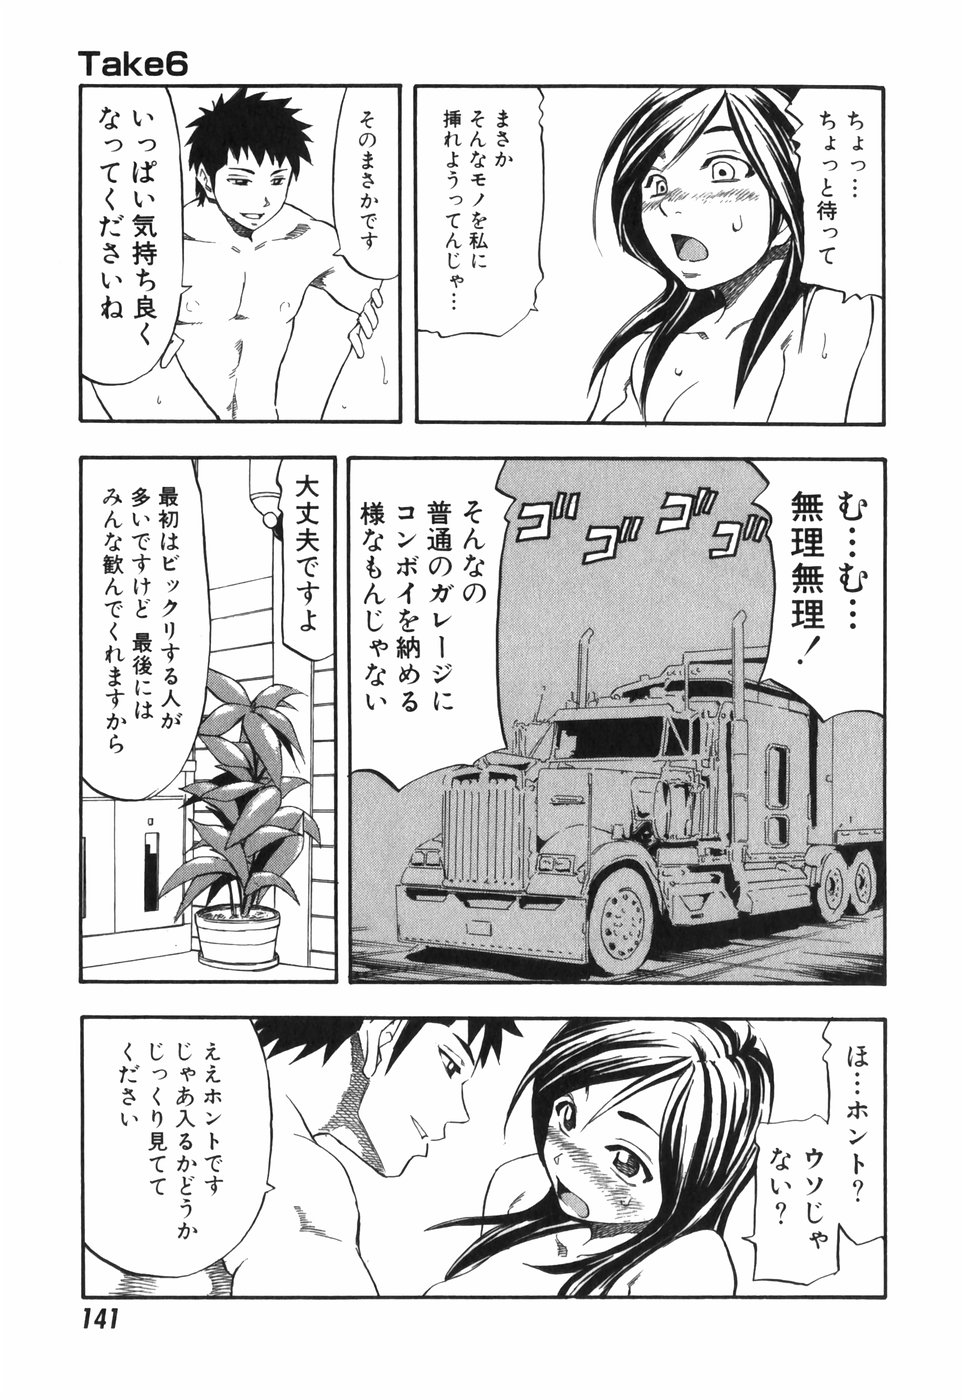 Take6
ちょっ…
ちょっと待って
まさか
そんなモノを私に
挿れようってんじゃ…
そのまさかです
いっぱい気持ち良く
なってくださいね
む…む…
無理無理!
ゴゴゴゴ
そんなの
普通のガレージに
コンボイを納める
様なもんじゃない
大丈夫ですよ
最初はビックリする人が
多いですけど 最後には
みんな歓んでくれますから
ほ…ホント?
ウソじゃ
ない?
ええホントです
じゃあ入るかどうか
じっくり見てて
ください
141